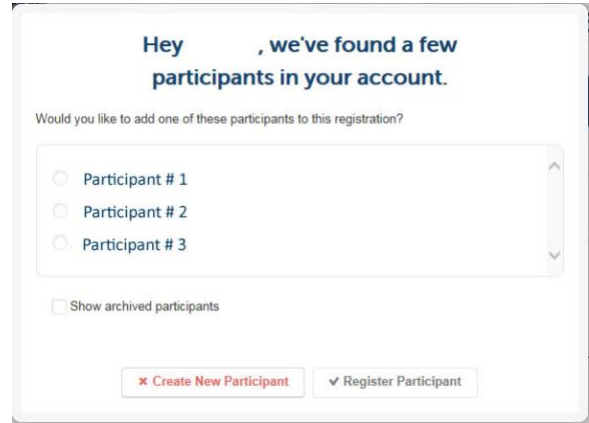 Hey , we've found a few
participants in your account.
Would you like to add one of these participants to this registration?
Participant # 1
Participant # 2
Participant # 3
Show archived participants
✖ Create New Participant ✔ Register Participant